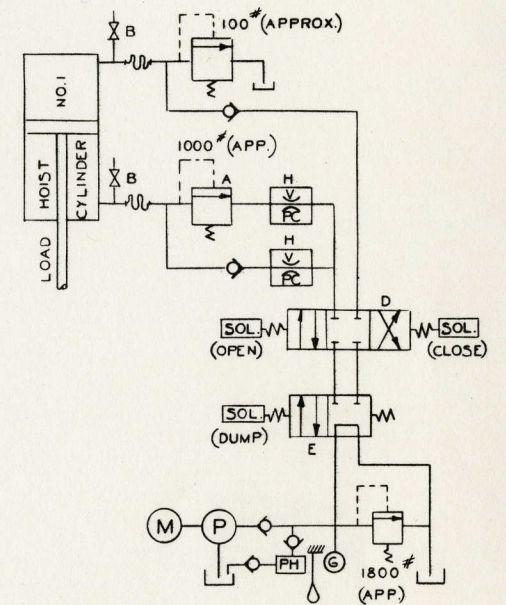 B
100# (APPROX.)
NO.1
HOIST
CYLINDER
LOAD
1000# (APP.)
B
A
H
V
PC
H
V
PC
D
SOL.
(OPEN)
SOL.
(CLOSE)
SOL.
(DUMP)
E
M
P
PH
G
1800#
(APP.)